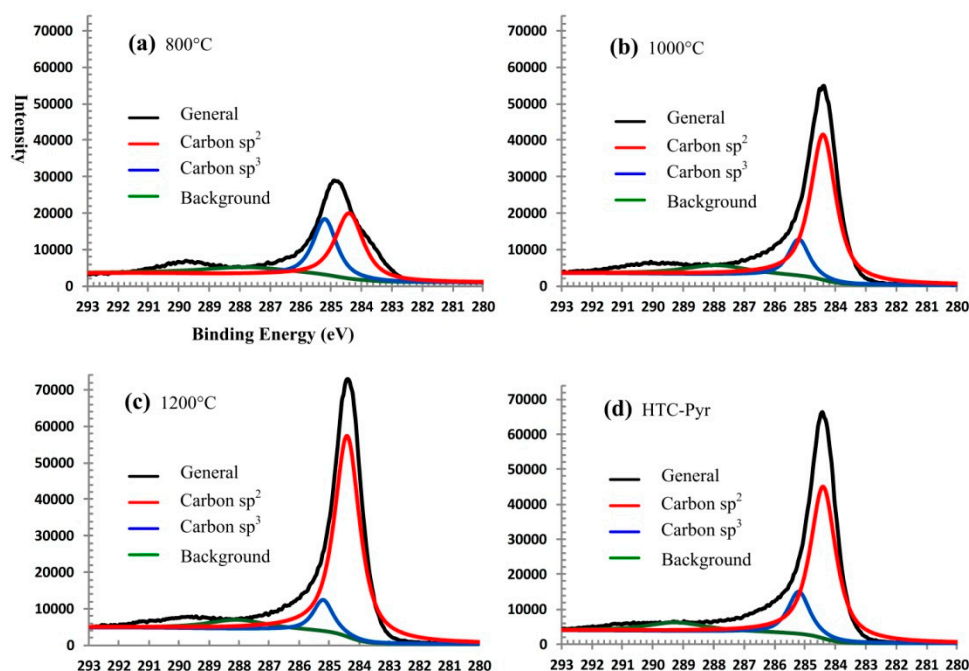 (a) 800°C
70000
60000
50000
40000
30000
20000
10000
0
Intensity
General
Carbon sp²
Carbon sp³
Background
293 292 291 290 289 288 287 286 285 284 283 282 281 280
Binding Energy (eV)
(b) 1000°C
70000
60000
50000
40000
30000
20000
10000
0
General
Carbon sp²
Carbon sp³
Background
293 292 291 290 289 288 287 286 285 284 283 282 281 280
(c) 1200°C
70000
60000
50000
40000
30000
20000
10000
0
General
Carbon sp²
Carbon sp³
Background
293 292 291 290 289 288 287 286 285 284 283 282 281 280
(d) HTC-Pyr
70000
60000
50000
40000
30000
20000
10000
0
General
Carbon sp²
Carbon sp³
Background
293 292 291 290 289 288 287 286 285 284 283 282 281 280